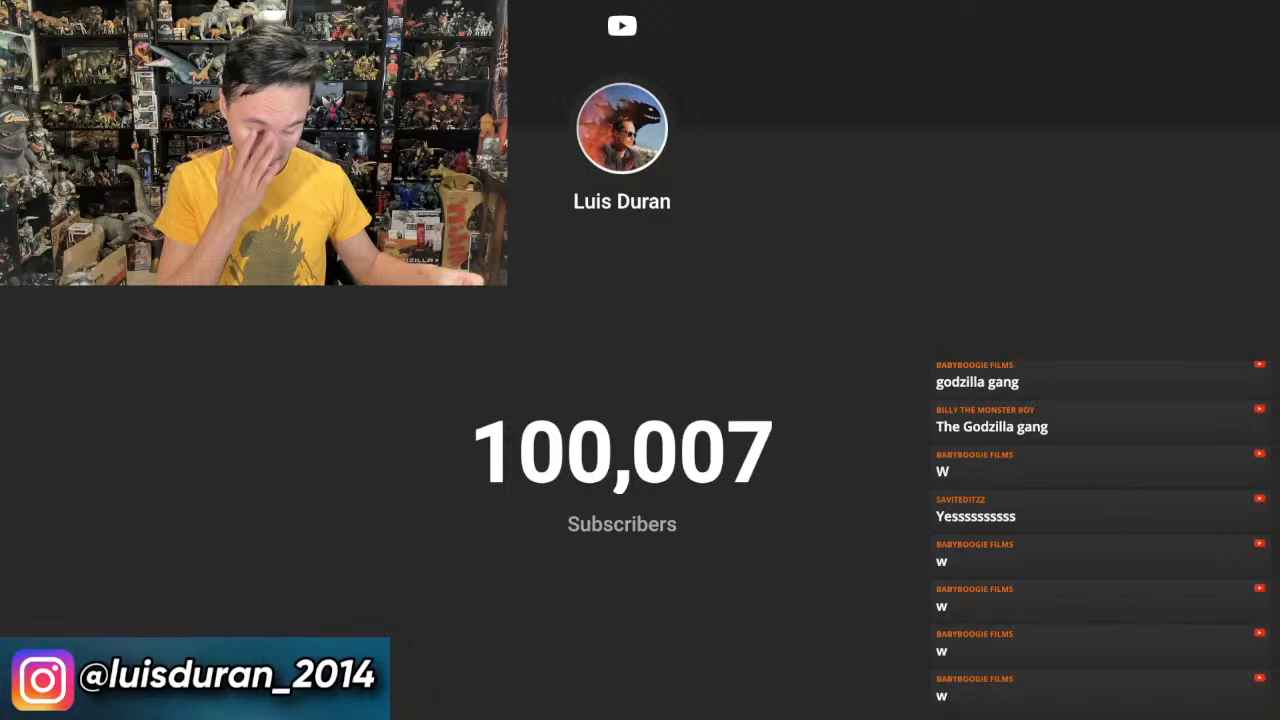 Luis Duran
100,007
Subscribers
BABYBOOGIE FILMS
godzilla gang
BILLY THE MONSTER BOY
The Godzilla gang
BABYBOOGIE FILMS
W
SAVITEDITZZ
Yessssssssss
BABYBOOGIE FILMS
w
BABYBOOGIE FILMS
w
BABYBOOGIE FILMS
w
BABYBOOGIE FILMS
w
@luisduran_2014